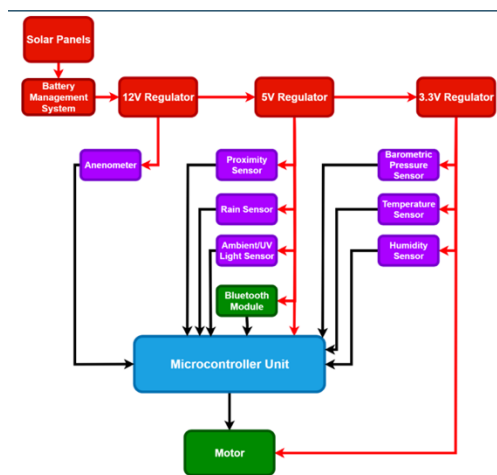 Solar Panels
Battery
Management
System
12V Regulator
5V Regulator
3.3V Regulator
Anenometer
Proximity
Sensor
Barometric
Pressure
Sensor
Rain Sensor
Temperature
Sensor
Ambient/UV
Light Sensor
Humidity
Sensor
Bluetooth
Module
Microcontroller Unit
Motor